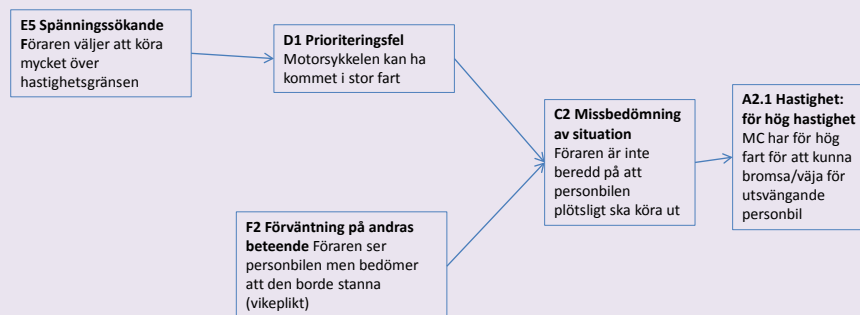 E5 Spänningssökande
Föraren väljer att köra
mycket över
hastighetsgränsen
D1 Prioriteringsfel
Motorsykkelen kan ha
kommet i stor fart
F2 Förväntning på andras
beteende Föraren ser
personbilen men bedömer
att den borde stanna
(vikeplikt)
C2 Missbedömning
av situation
Föraren är inte
beredd på att
personbilen
plötsligt ska köra ut
A2.1 Hastighet:
för hög hastighet
MC har för hög
fart för att kunna
bromsa/väja för
utsvängande
personbil